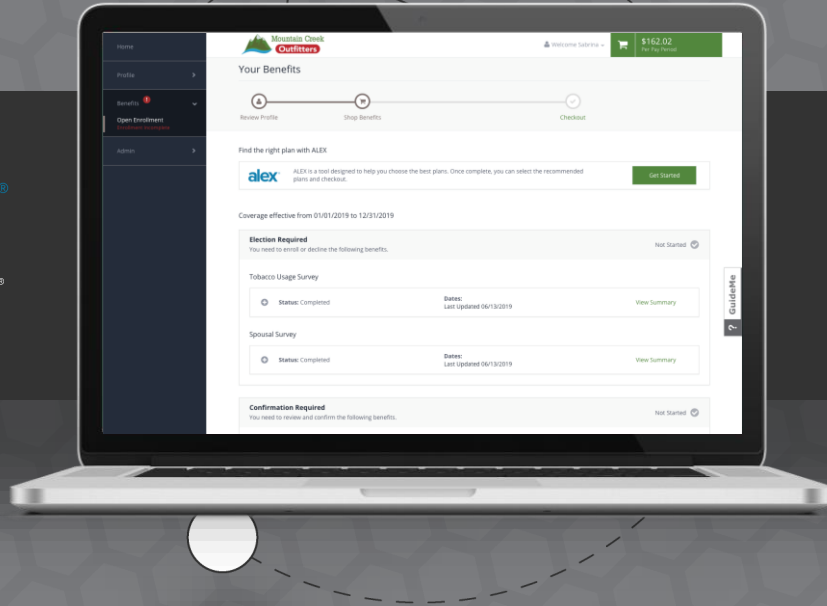 Mountain Creek
Outfitters
Welcome Sabrina
$162.02
Per Pay Period
Home
Profile
Benefits
Open Enrollment
Enrollment Incomplete
Admin
Your Benefits
Review Profile
Shop Benefits
Checkout
Find the right plan with ALEX
alex
ALEX is a tool designed to help you choose the best plans. Once complete, you can select the recommended
plans and checkout.
Get Started
Coverage effective from 01/01/2019 to 12/31/2019
Election Required
You need to enroll or decline the following benefits.
Not Started
Tobacco Usage Survey
Status: Completed
Dates:
Last Updated 06/13/2019
View Summary
Spousal Survey
Status: Completed
Dates:
Last Updated 06/13/2019
View Summary
Confirmation Required
You need to review and confirm the following benefits.
Not Started
? GuideMe
®
®